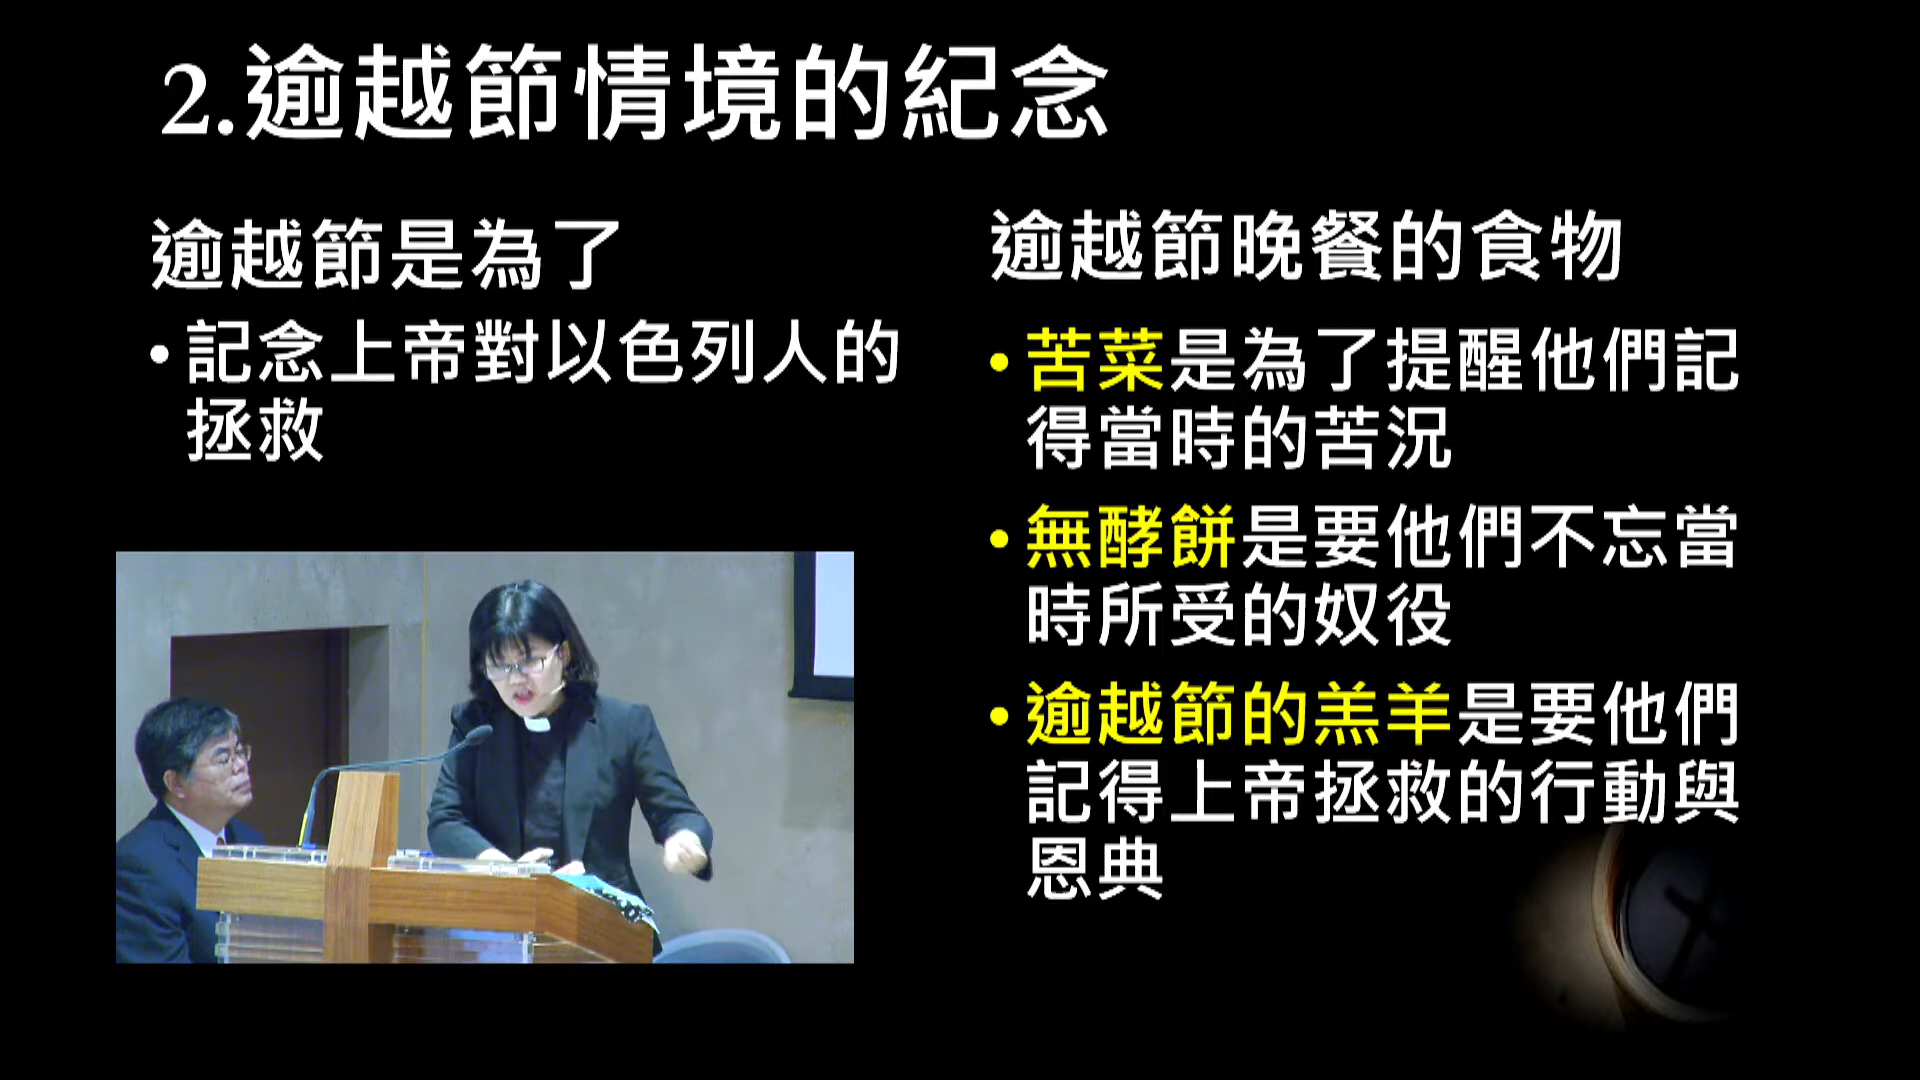 2.逾越節情境的紀念
逾越節是為了
•記念上帝對以色列人的
拯救
逾越節晚餐的食物
•苦菜是為了提醒他們記
得當時的苦況
•無酵餅是要他們不忘當
時所受的奴役
•逾越節的羔羊是要他們
記得上帝拯救的行動與
恩典